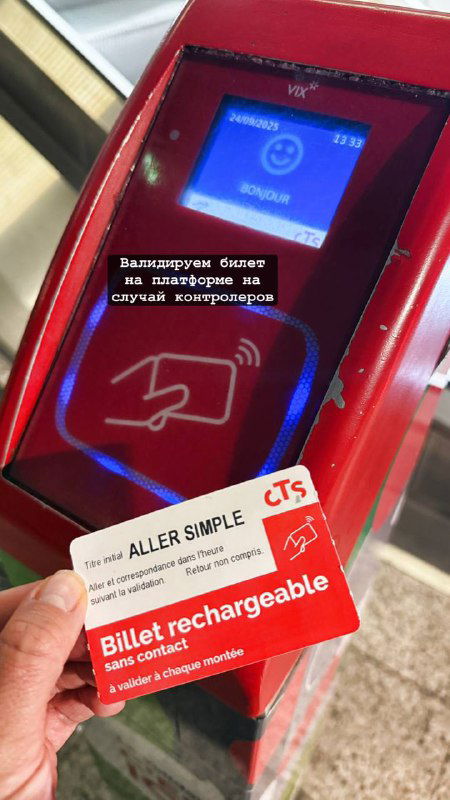 VIX
24/09/2025 13 33
BONJOUR
cTs
Валидируем билет
на платформе на
случай контролеров
cTs
Titre initial ALLER SIMPLE
Aller et correspondance dans l'heure
suivant la validation. Retour non compris.
Billet rechargeable
sans contact
à valider à chaque montée